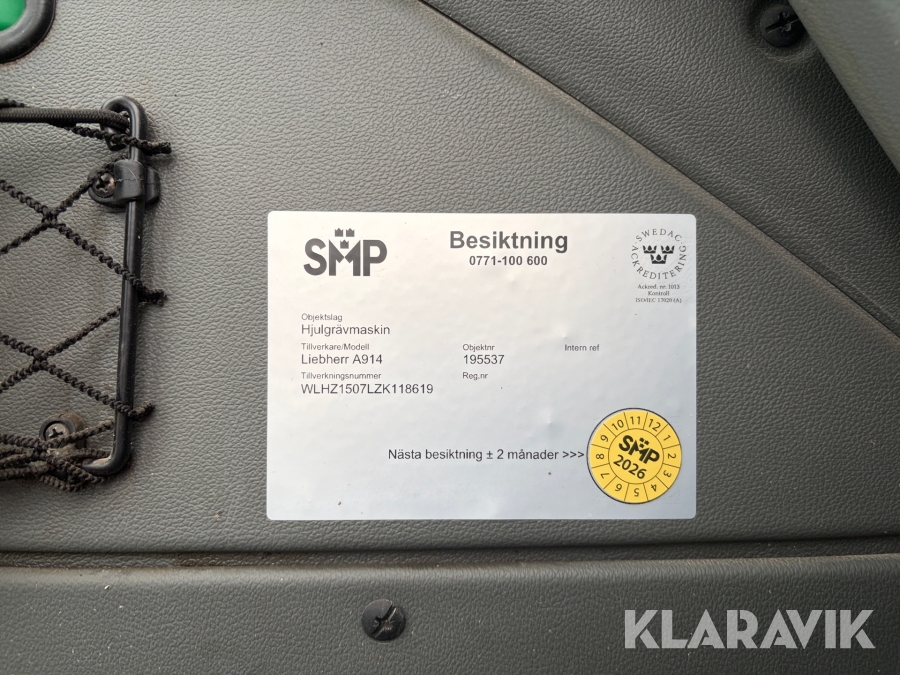 SMP
Besiktning
0771-100 600
SWEDAC ACKREDITERING
Ackred. nr. 1013
Kontroll
ISO/IEC 17020 (A)
Objektslag
Hjulgrävmaskin
Tillverkare/Modell
Objektnr
Intern ref
Liebherr A914
195537
Tillverkningsnummer
Reg.nr
WLHZ1507LZK118619
Nästa besiktning ± 2 månader >>>
1 2 3 4 5 6 7 8 9 10 11 12
SMP
2026
KLARAVIK